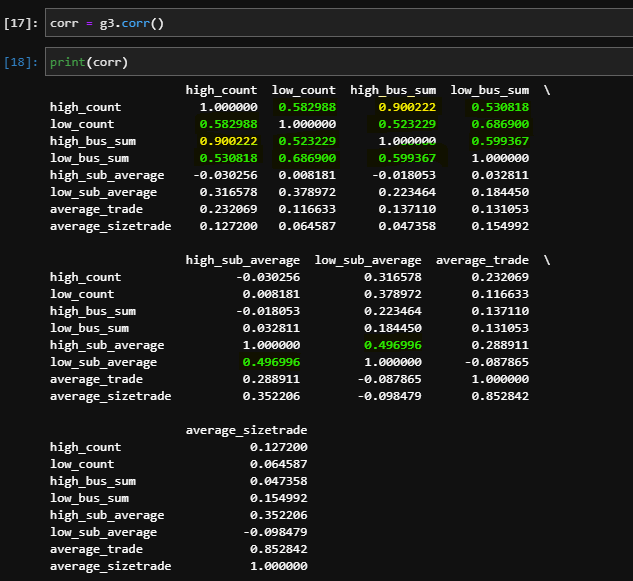 [17]: corr = g3.corr()
[18]: print(corr)
high_count low_count high_bus_sum low_bus_sum \
high_count 1.000000 0.582988 0.900222 0.530818
low_count 0.582988 1.000000 0.523229 0.686900
high_bus_sum 0.900222 0.523229 1.000000 0.599367
low_bus_sum 0.530818 0.686900 0.599367 1.000000
high_sub_average -0.030256 0.008181 -0.018053 0.032811
low_sub_average 0.316578 0.378972 0.223464 0.184450
average_trade 0.232069 0.116633 0.137110 0.131053
average_sizetrade 0.127200 0.064587 0.047358 0.154992
high_sub_average low_sub_average average_trade \
high_count -0.030256 0.316578 0.232069
low_count 0.008181 0.378972 0.116633
high_bus_sum -0.018053 0.223464 0.137110
low_bus_sum 0.032811 0.184450 0.131053
high_sub_average 1.000000 0.496996 0.288911
low_sub_average 0.496996 1.000000 -0.087865
average_trade 0.288911 -0.087865 1.000000
average_sizetrade 0.352206 -0.098479 0.852842
average_sizetrade
high_count 0.127200
low_count 0.064587
high_bus_sum 0.047358
low_bus_sum 0.154992
high_sub_average 0.352206
low_sub_average -0.098479
average_trade 0.852842
average_sizetrade 1.000000